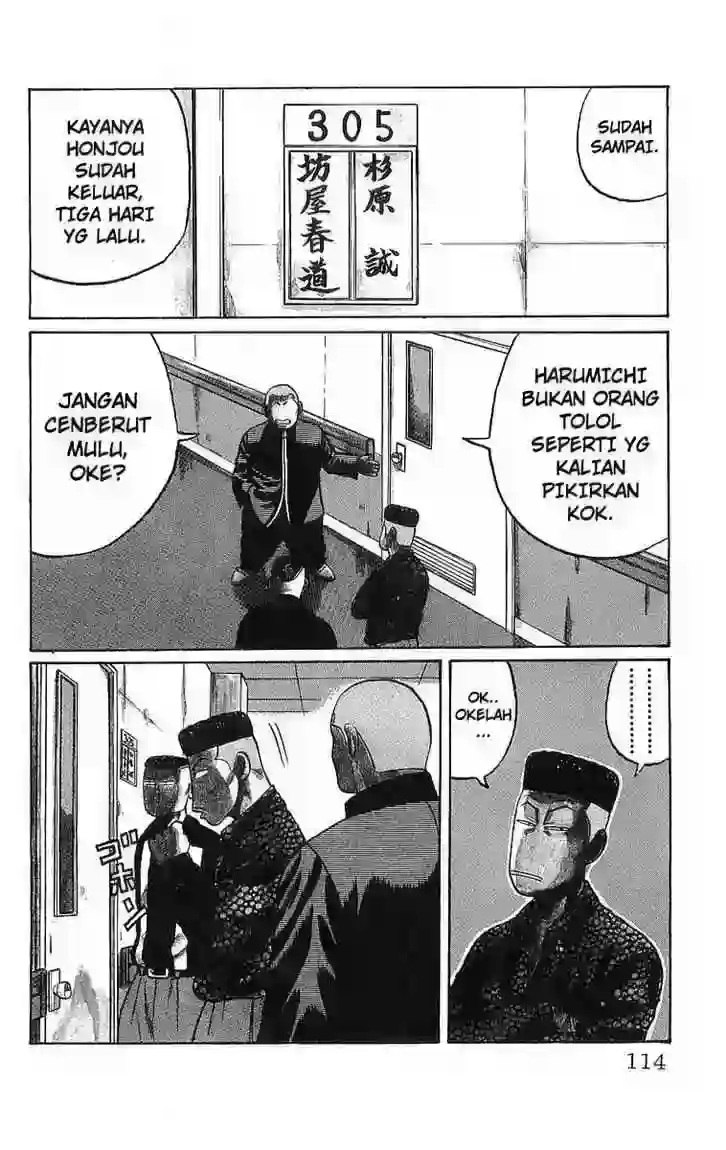 SUDAH
SAMPAI.
305
杉原 誠
坊屋春道
KAYANYA
HONJOU
SUDAH
KELUAR,
TIGA HARI
YG LALU.
HARUMICHI
BUKAN ORANG
TOLOL
SEPERTI YG
KALIAN
PIKIRKAN
KOK.
JANGAN
CENBERUT
MULU,
OKE?
.........
OK..
OKELAH
...
305
ゴホン
114